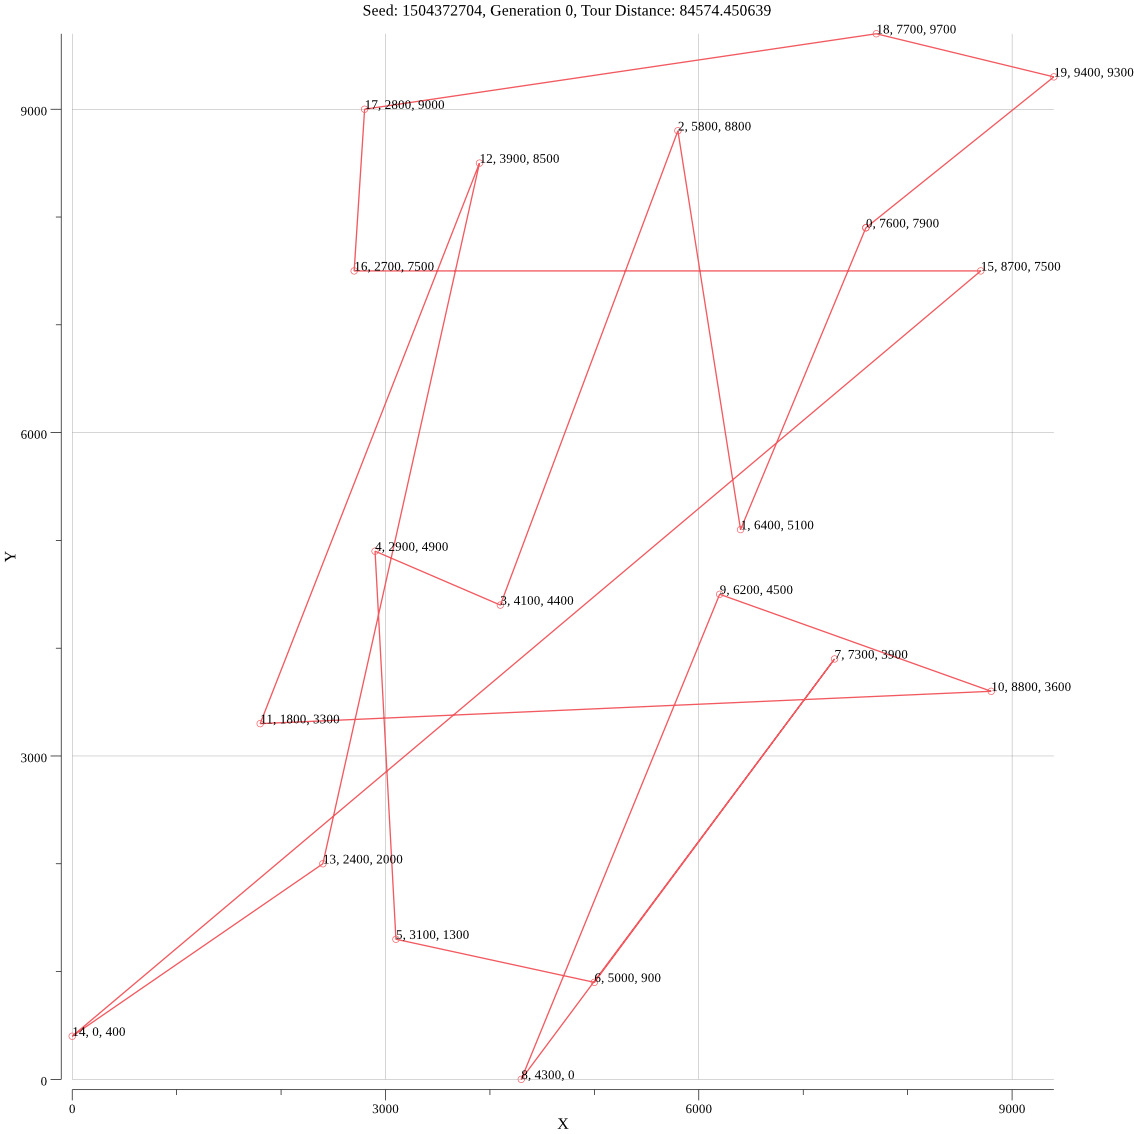 Seed: 1504372704, Generation 0, Tour Distance: 84574.450639
18, 7700, 9700
19, 9400, 9300
17, 2800, 9000
9000
2, 5800, 8800
12, 3900, 8500
0, 7600, 7900
16, 2700, 7500
15, 8700, 7500
6000
1, 6400, 5100
4, 2900, 4900
Y
9, 6200, 4500
3, 4100, 4400
7, 7300, 3900
10, 8800, 3600
11, 1800, 3300
3000
13, 2400, 2000
5, 3100, 1300
6, 5000, 900
14, 0, 400
8, 4300, 0
0
0 3000 6000 9000
X